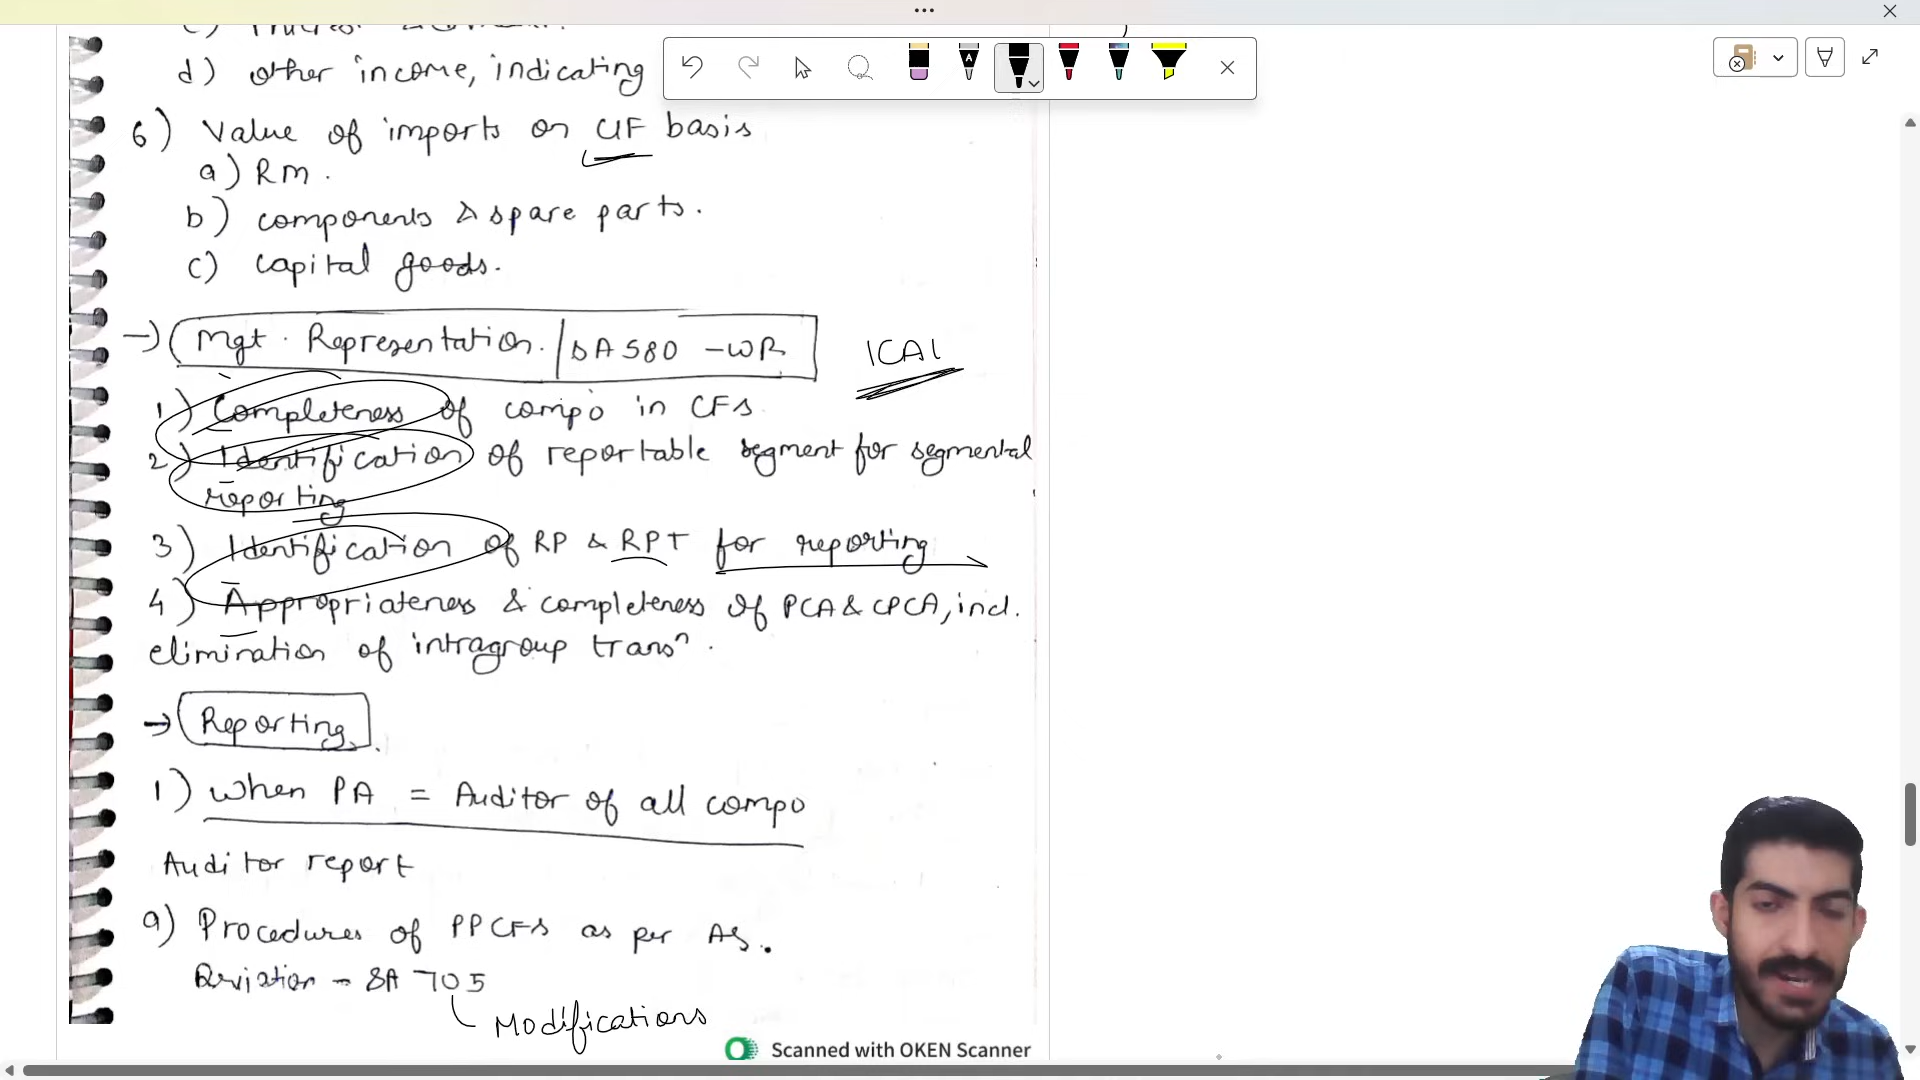 d) other income, indicating
6) Value of imports on CIF basis
a) RM.
b) components & spare parts.
c) capital goods.
→ Mgt. Representation. / SA 580 - WR
ICAI
1) Completeness of compo in CFS
2) Identification of reportable segment for segmental
reporting
3) Identification of RP & RPT for reporting
4) Appropriateness & completeness of PCA & CPCA, incl.
elimination of intragroup transⁿ.
→ Reporting.
1) When PA = Auditor of all compo
Auditor report
a) Procedures of PPCFS as per AS.
Deviation - SA 705
Modifications
Scanned with OKEN Scanner